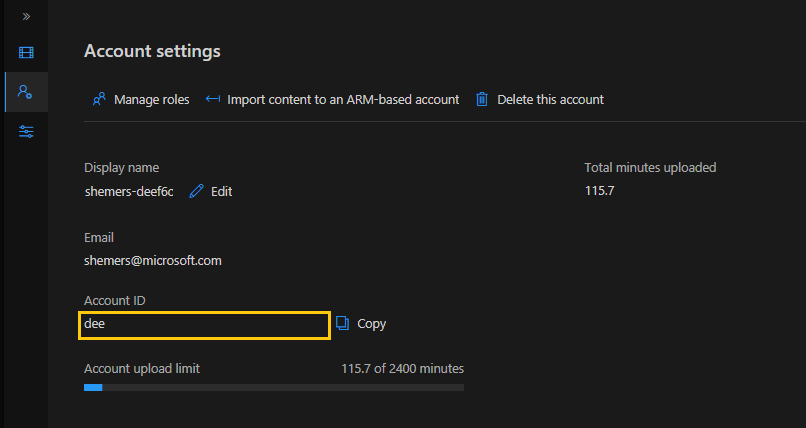 Account settings
Manage roles Import content to an ARM-based account Delete this account
Display name Total minutes uploaded
shemers-deef6c Edit 115.7
Email
shemers@microsoft.com
Account ID
dee Copy
Account upload limit 115.7 of 2400 minutes